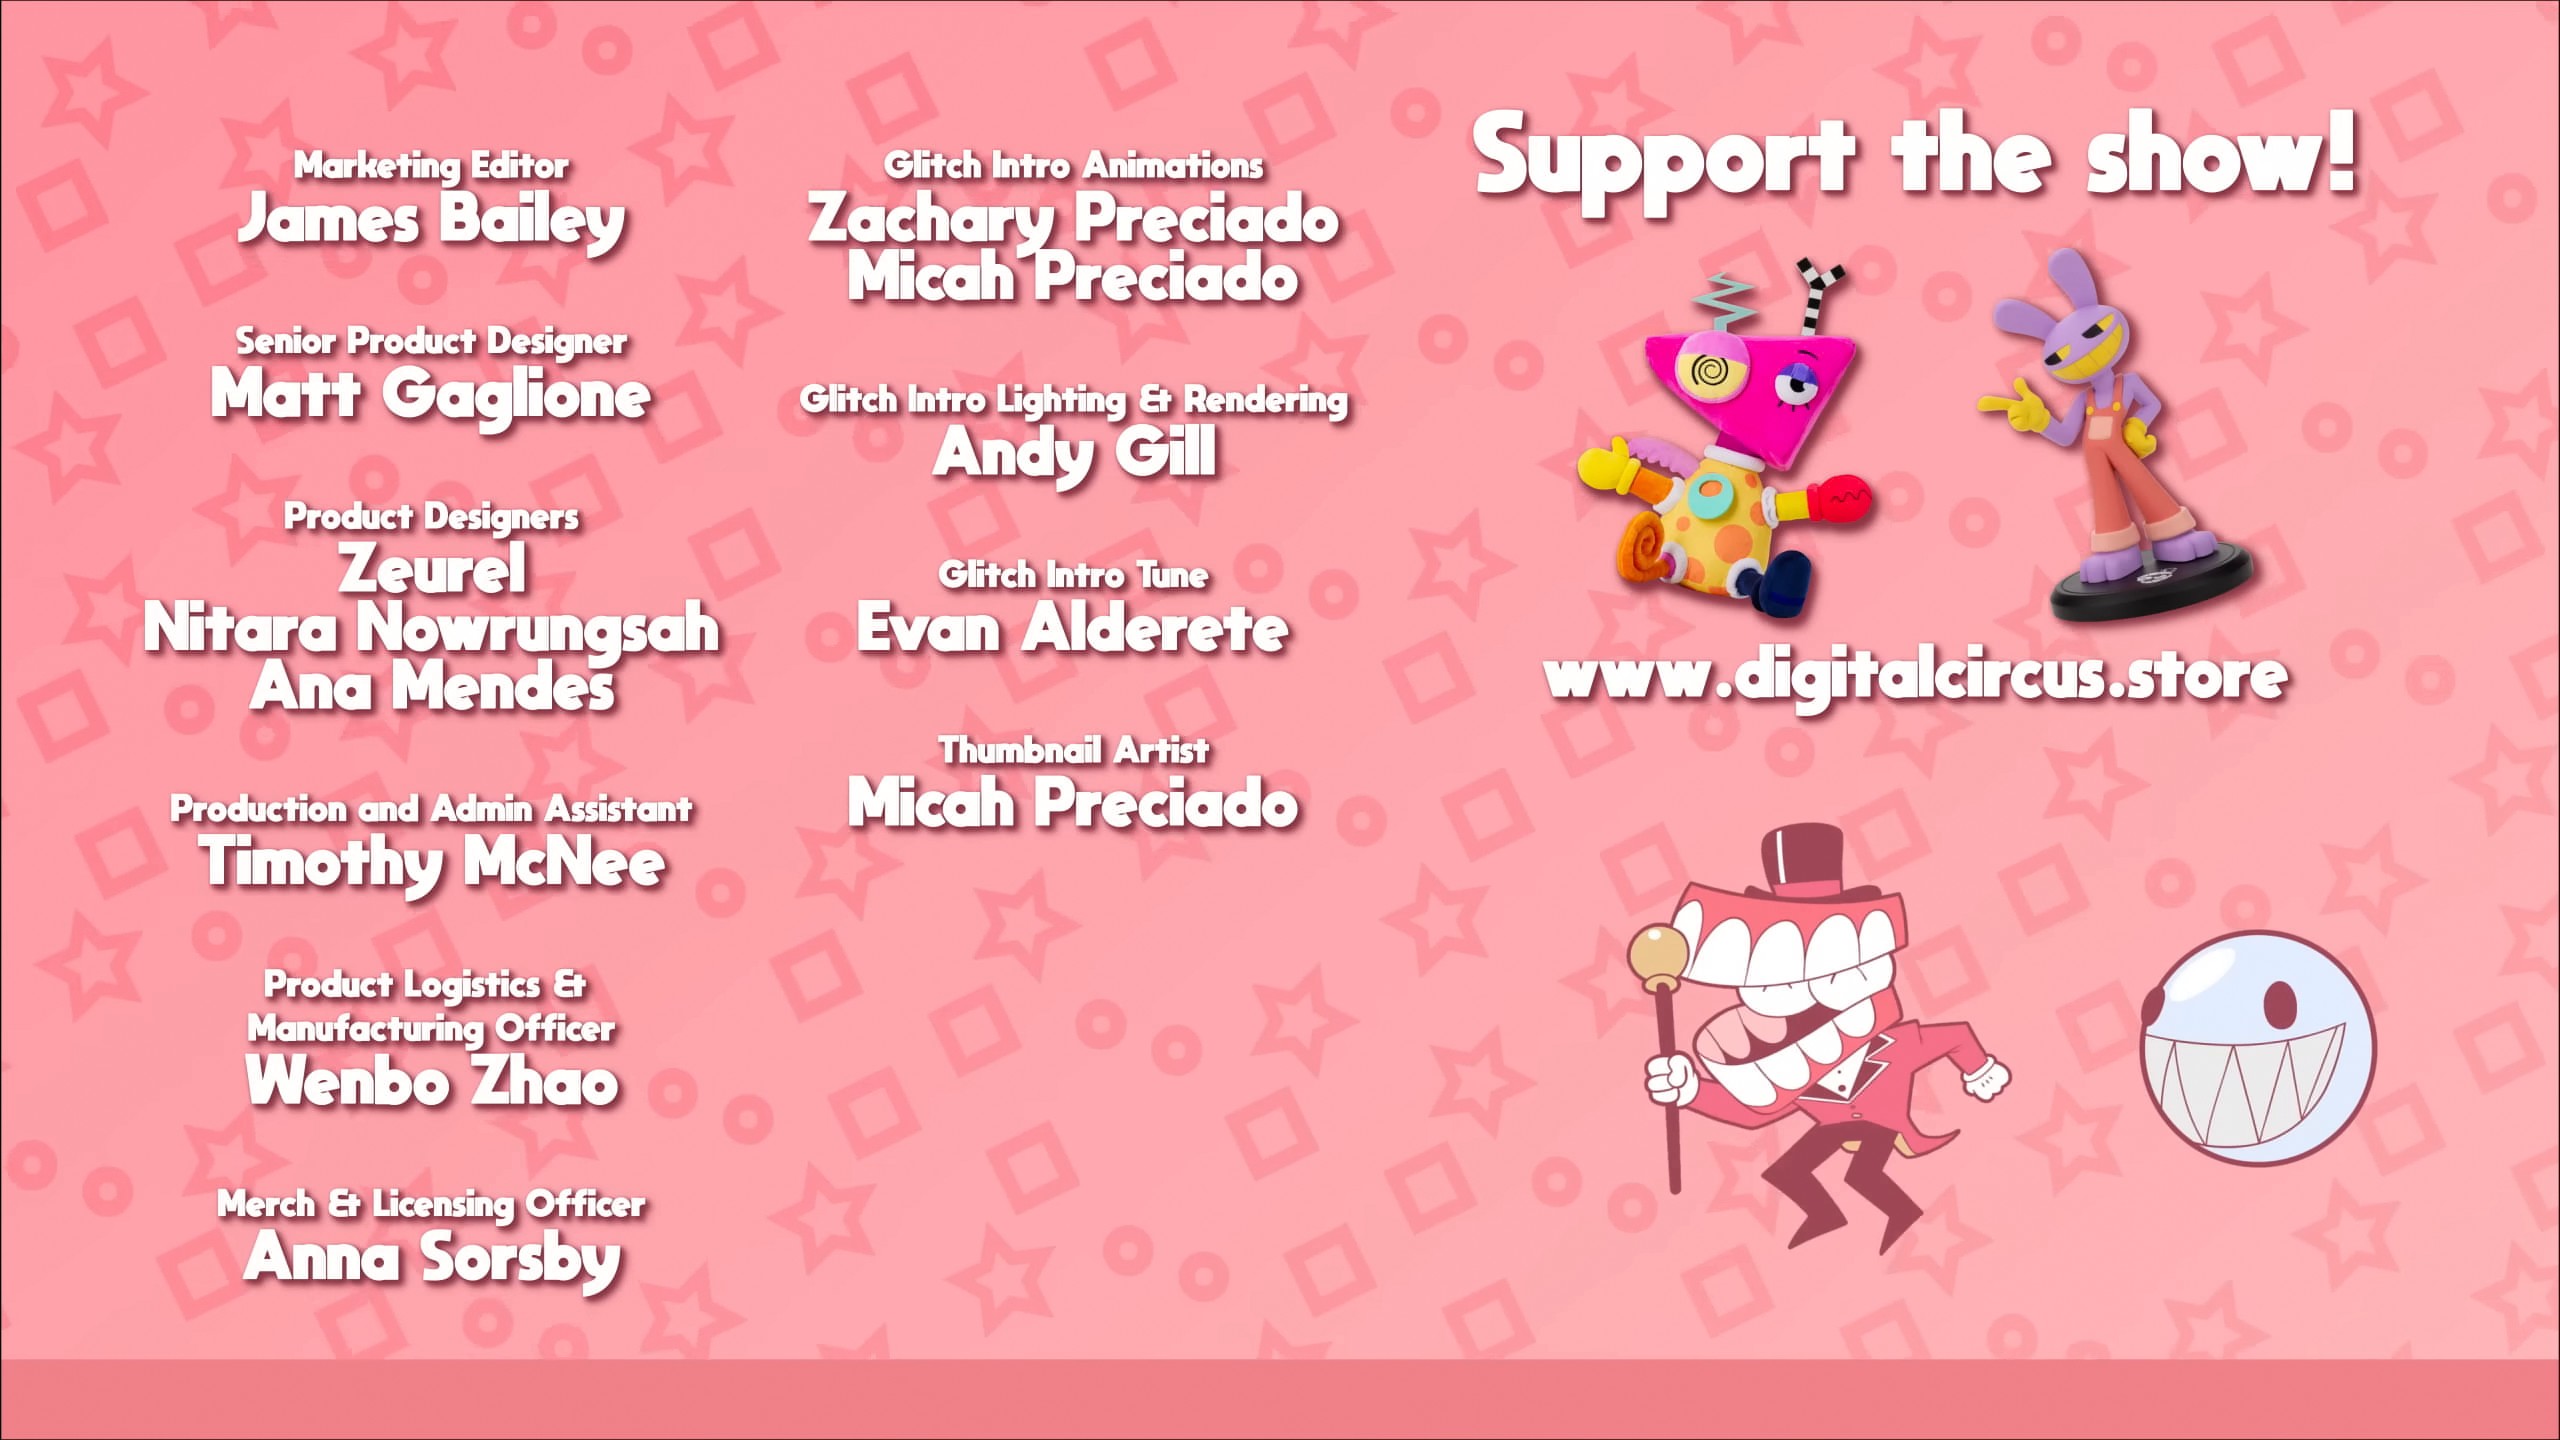 Marketing Editor
James Bailey
Senior Product Designer
Matt Gaglione
Product Designers
Zeurel
Nitara Nowrungsah
Ana Mendes
Production and Admin Assistant
Timothy McNee
Product Logistics &
Manufacturing Officer
Wenbo Zhao
Merch & Licensing Officer
Anna Sorsby
Glitch Intro Animations
Zachary Preciado
Micah Preciado
Glitch Intro Lighting & Rendering
Andy Gill
Glitch Intro Tune
Evan Alderete
Thumbnail Artist
Micah Preciado
Support the show!
www.digitalcircus.store